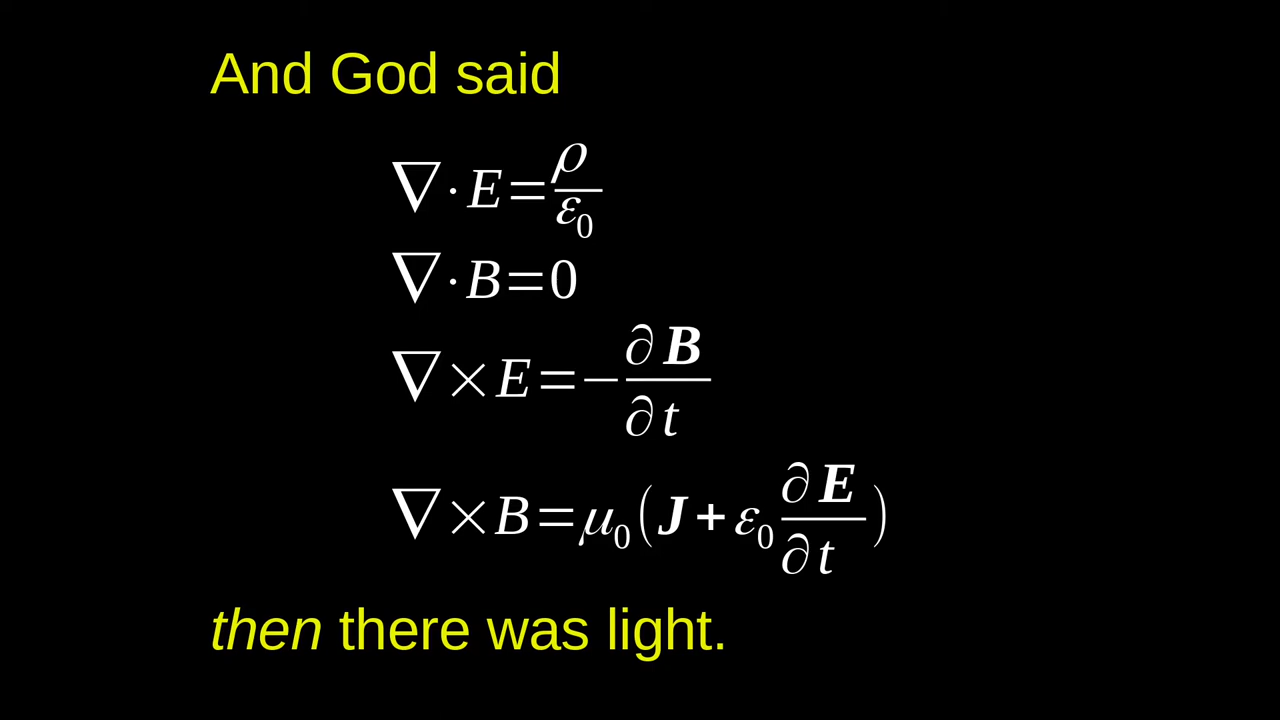 And God said
∇·E=ρ/ε₀
∇·B=0
∇×E=−∂B/∂t
∇×B=μ₀(J+ε₀∂E/∂t)
then there was light.